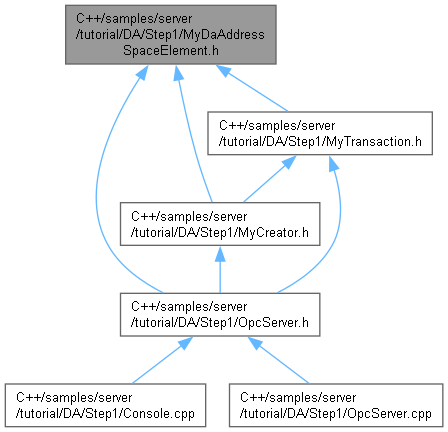 C++/samples/server
/tutorial/DA/Step1/MyDaAddress
SpaceElement.h
C++/samples/server
/tutorial/DA/Step1/MyTransaction.h
C++/samples/server
/tutorial/DA/Step1/MyCreator.h
C++/samples/server
/tutorial/DA/Step1/OpcServer.h
C++/samples/server
/tutorial/DA/Step1/Console.cpp
C++/samples/server
/tutorial/DA/Step1/OpcServer.cpp